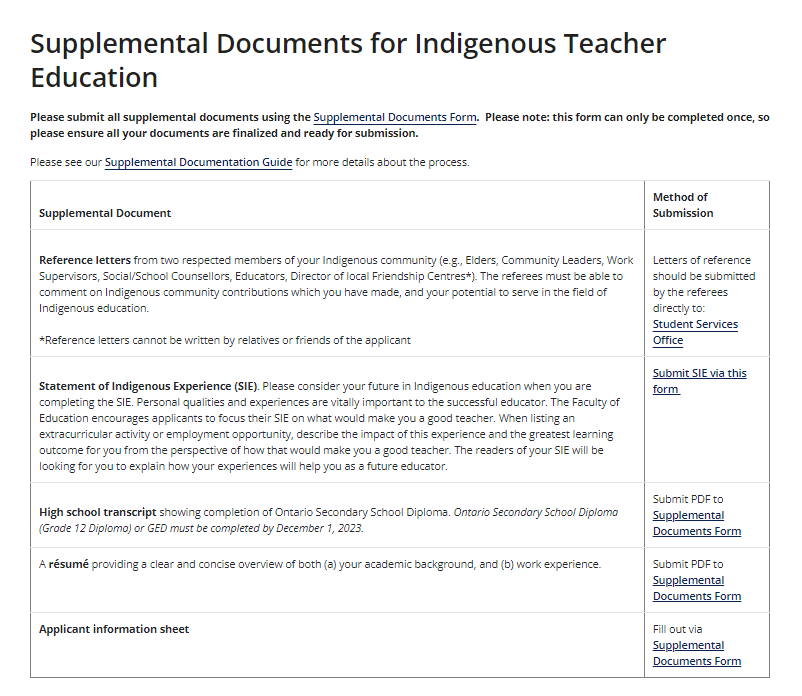 Supplemental Documents for Indigenous Teacher
Education
Please submit all supplemental documents using the Supplemental Documents Form.  Please note: this form can only be completed once, so
please ensure all your documents are finalized and ready for submission.
Please see our Supplemental Documentation Guide for more details about the process.
Supplemental Document
Method of
Submission
Reference letters from two respected members of your Indigenous community (e.g., Elders, Community Leaders, Work
Supervisors, Social/School Counsellors, Educators, Director of local Friendship Centres*). The referees must be able to
comment on Indigenous community contributions which you have made, and your potential to serve in the field of
Indigenous education.
*Reference letters cannot be written by relatives or friends of the applicant
Letters of reference
should be submitted
by the referees
directly to:
Student Services
Office
Statement of Indigenous Experience (SIE). Please consider your future in Indigenous education when you are
completing the SIE. Personal qualities and experiences are vitally important to the successful educator. The Faculty of
Education encourages applicants to focus their SIE on what would make you a good teacher. When listing an
extracurricular activity or employment opportunity, describe the impact of this experience and the greatest learning
outcome for you from the perspective of how that would make you a good teacher. The readers of your SIE will be
looking for you to explain how your experiences will help you as a future educator.
Submit SIE via this
form
High school transcript showing completion of Ontario Secondary School Diploma. Ontario Secondary School Diploma
(Grade 12 Diploma) or GED must be completed by December 1, 2023.
Submit PDF to
Supplemental
Documents Form
A résumé providing a clear and concise overview of both (a) your academic background, and (b) work experience.
Submit PDF to
Supplemental
Documents Form
Applicant information sheet
Fill out via
Supplemental
Documents Form